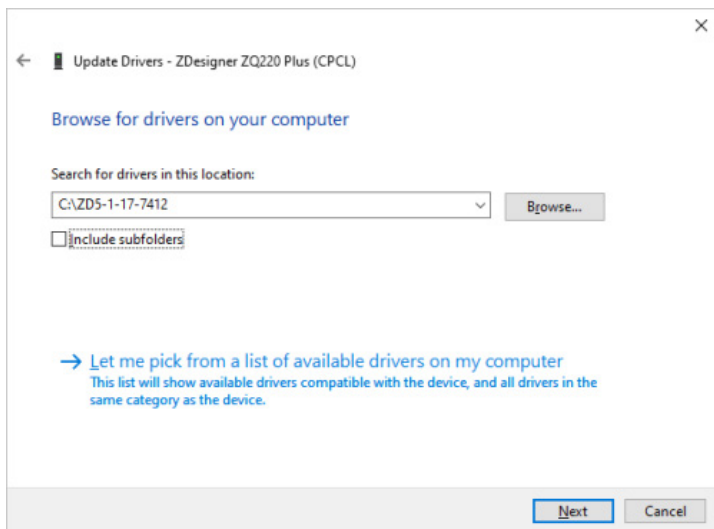 Update Drivers - ZDesigner ZQ220 Plus (CPCL)
Browse for drivers on your computer
Search for drivers in this location:
C:\ZD5-1-17-7412
Browse...
Include subfolders
Let me pick from a list of available drivers on my computer
This list will show available drivers compatible with the device, and all drivers in the
same category as the device.
Next
Cancel